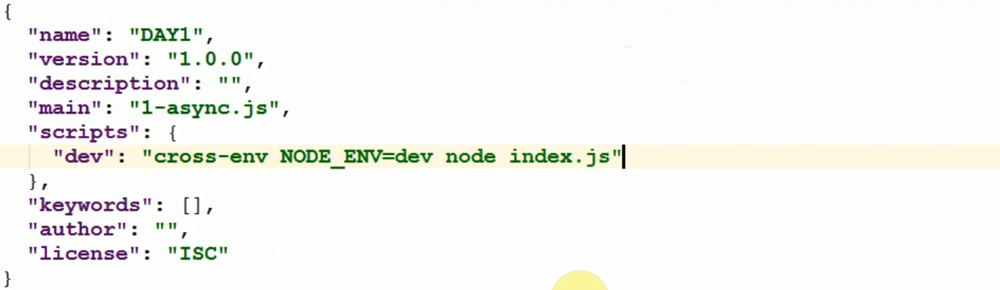 {
  "name": "DAY1",
  "version": "1.0.0",
  "description": "",
  "main": "1-async.js",
  "scripts": {
    "dev": "cross-env NODE_ENV=dev node index.js"
  },
  "keywords": [],
  "author": "",
  "license": "ISC"
}